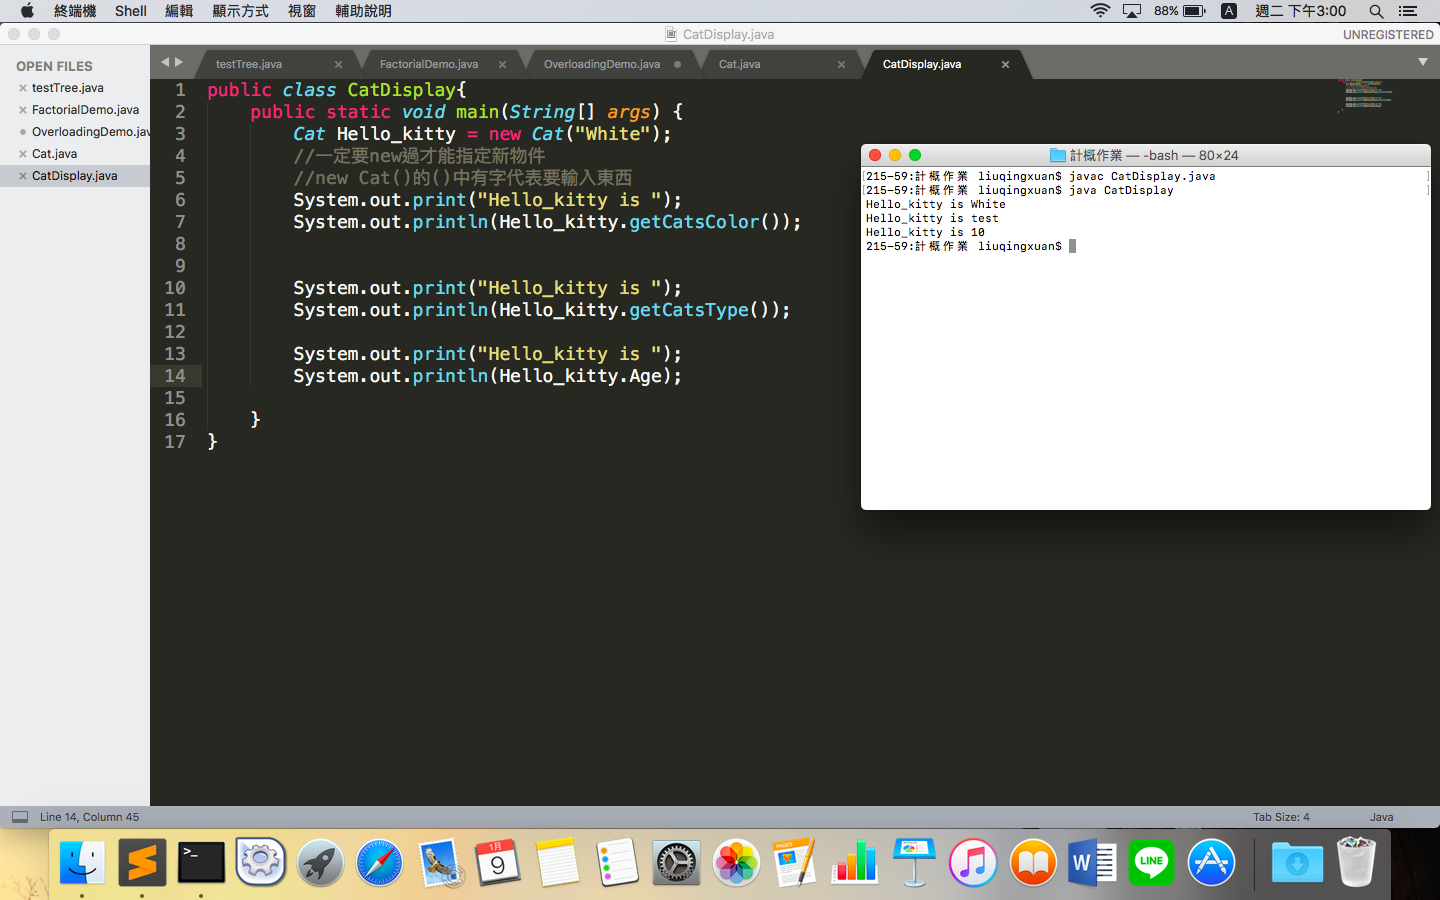 終端機 Shell 編輯 顯示方式 視窗 輔助說明 88% A 週二 下午3:00
CatDisplay.java UNREGISTERED
OPEN FILES
testTree.java
FactorialDemo.java
OverloadingDemo.jav
Cat.java
CatDisplay.java
testTree.java FactorialDemo.java OverloadingDemo.java Cat.java CatDisplay.java
1 public class CatDisplay{
2 public static void main(String[] args) {
3 Cat Hello_kitty = new Cat("White");
4 //一定要new過才能指定新物件
5 //new Cat()的()中有字代表要輸入東西
6 System.out.print("Hello_kitty is ");
7 System.out.println(Hello_kitty.getCatsColor());
8
9
10 System.out.print("Hello_kitty is ");
11 System.out.println(Hello_kitty.getCatsType());
12
13 System.out.print("Hello_kitty is ");
14 System.out.println(Hello_kitty.Age);
15
16 }
17 }
計概作業 — -bash — 80×24
[215-59:計概作業 liuqingxuan$ javac CatDisplay.java ]
[215-59:計概作業 liuqingxuan$ java CatDisplay ]
Hello_kitty is White
Hello_kitty is test
Hello_kitty is 10
215-59:計概作業 liuqingxuan$
Line 14, Column 45 Tab Size: 4 Java
>_
1月
9
PAGES
W
LINE